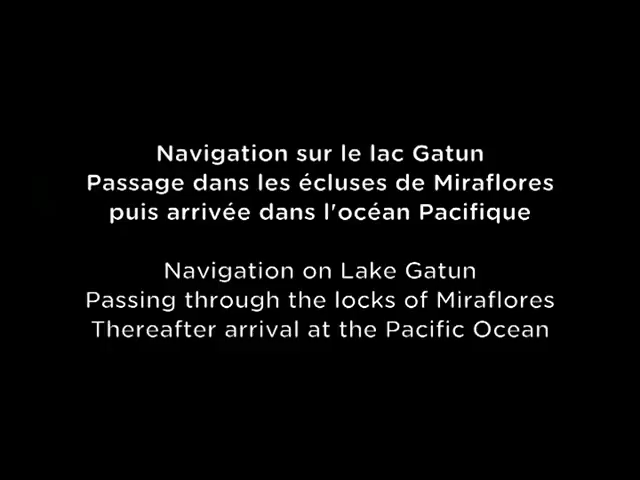 Navigation sur le lac Gatun
Passage dans les écluses de Miraflores
puis arrivée dans l'océan Pacifique
Navigation on Lake Gatun
Passing through the locks of Miraflores
Thereafter arrival at the Pacific Ocean